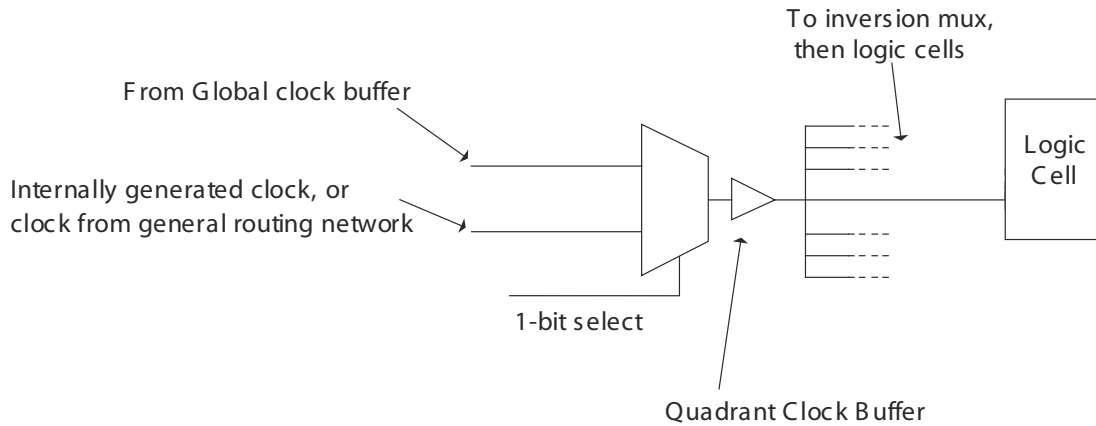 To inversion mux,
then logic cells
From Global clock buffer
Logic
Cell
Internally generated clock, or
clock from general routing network
1-bit select
Quadrant Clock Buffer